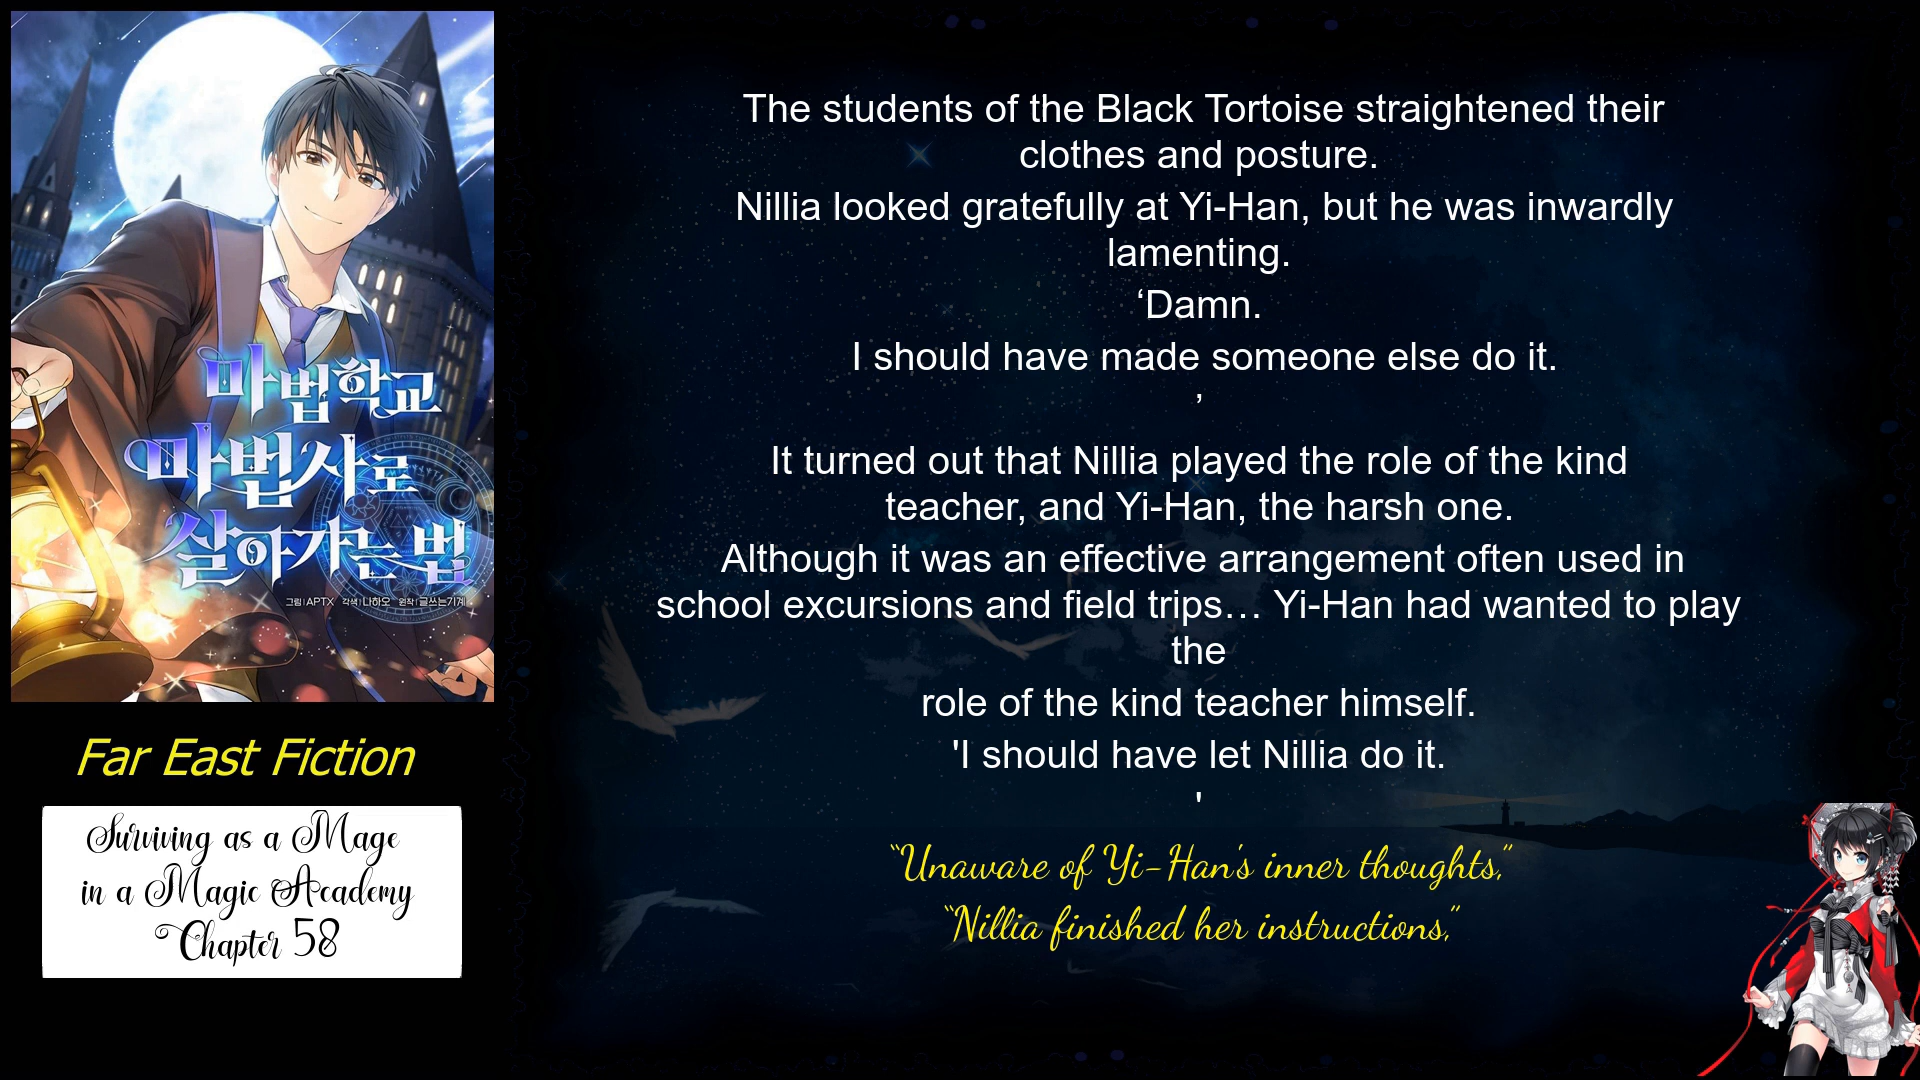 마법학교
마법사로
살아가는 법
그림|APTX 각색|나하오 원작|글쓰는기계
Far East Fiction
Surviving as a Mage
in a Magic Academy
Chapter 58
The students of the Black Tortoise straightened their
clothes and posture.
Nillia looked gratefully at Yi-Han, but he was inwardly
lamenting.
‘Damn.
I should have made someone else do it.
’
It turned out that Nillia played the role of the kind
teacher, and Yi-Han, the harsh one.
Although it was an effective arrangement often used in
school excursions and field trips… Yi-Han had wanted to play
the
role of the kind teacher himself.
'I should have let Nillia do it.
'
“Unaware of Yi-Han's inner thoughts,”
“Nillia finished her instructions,”